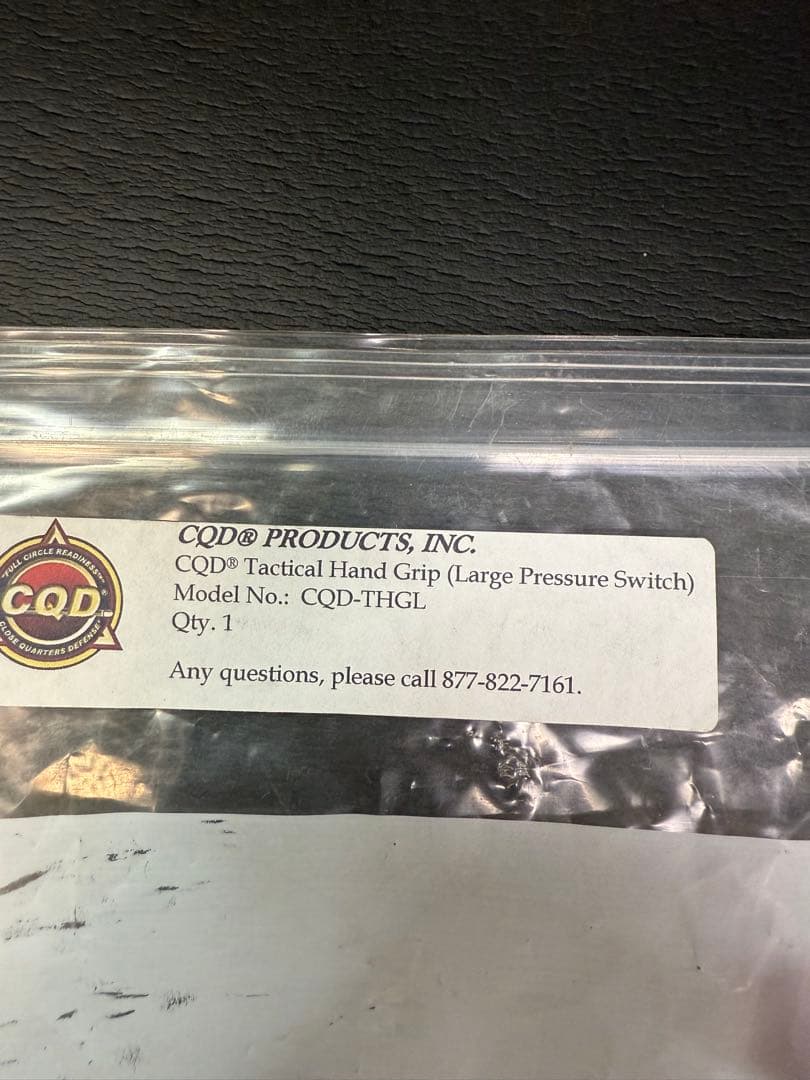 "FULL CIRCLE READINESS"™
CQD®
CLOSE QUARTERS DEFENSE®
CQD® PRODUCTS, INC.
CQD® Tactical Hand Grip (Large Pressure Switch)
Model No.: CQD-THGL
Qty. 1
Any questions, please call 877-822-7161.